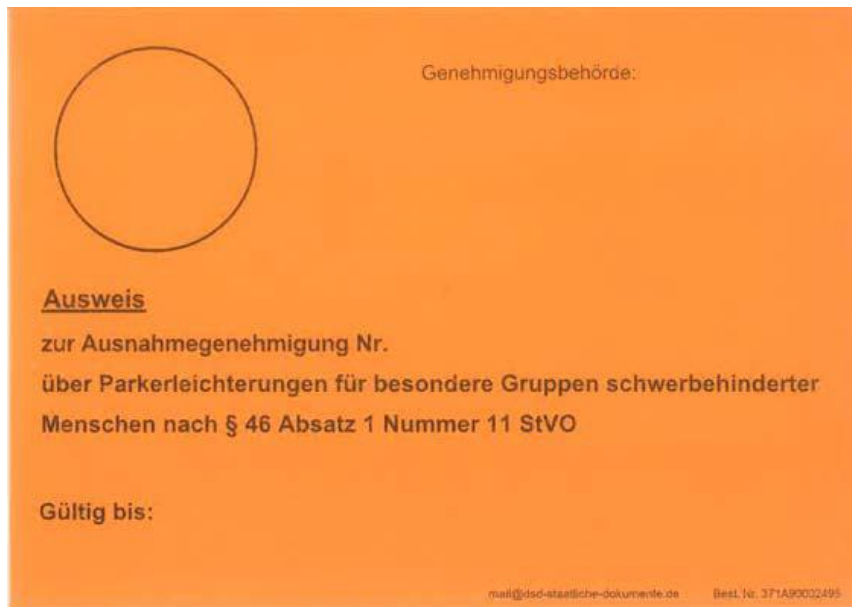 Genehmigungsbehörde:
Ausweis
zur Ausnahmegenehmigung Nr.
über Parkerleichterungen für besondere Gruppen schwerbehinderter
Menschen nach § 46 Absatz 1 Nummer 11 StVO
Gültig bis:
mail@dsd-staatliche-dokumente.de Best. Nr. 371A90002495